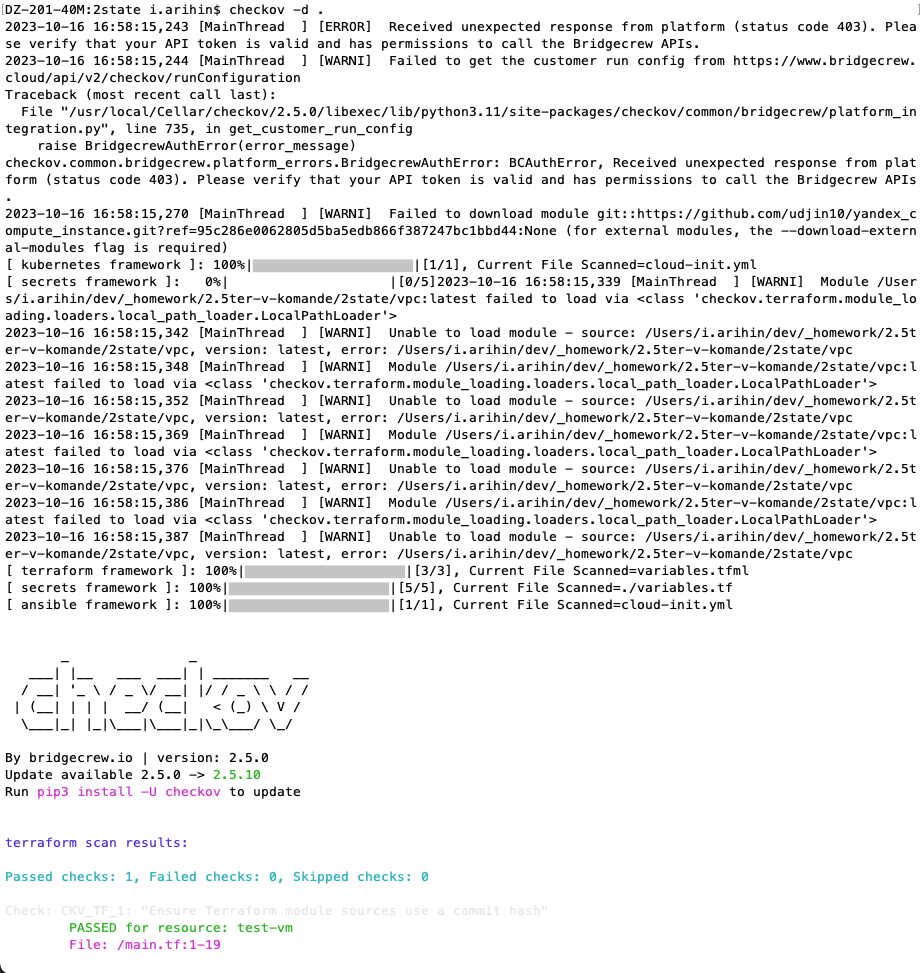 DZ-201-40M:2state i.arihin$ checkov -d .
2023-10-16 16:58:15,243 [MainThread  ] [ERROR]  Received unexpected response from platform (status code 403). Plea
se verify that your API token is valid and has permissions to call the Bridgecrew APIs.
2023-10-16 16:58:15,244 [MainThread  ] [WARNI]  Failed to get the customer run config from https://www.bridgecrew.
cloud/api/v2/checkov/runConfiguration
Traceback (most recent call last):
  File "/usr/local/Cellar/checkov/2.5.0/libexec/lib/python3.11/site-packages/checkov/common/bridgecrew/platform_in
tegration.py", line 735, in get_customer_run_config
    raise BridgecrewAuthError(error_message)
checkov.common.bridgecrew.platform_errors.BridgecrewAuthError: BCAuthError, Received unexpected response from plat
form (status code 403). Please verify that your API token is valid and has permissions to call the Bridgecrew APIs
.
2023-10-16 16:58:15,270 [MainThread  ] [WARNI]  Failed to download module git::https://github.com/udjin10/yandex_c
ompute_instance.git?ref=95c286e0062805d5ba5edb866f387247bc1bbd44:None (for external modules, the --download-extern
al-modules flag is required)
[ kubernetes framework ]: 100%|                    |[1/1], Current File Scanned=cloud-init.yml
[ secrets framework ]:   0%|                    |[0/5]2023-10-16 16:58:15,339 [MainThread  ] [WARNI]  Module /User
s/i.arihin/dev/_homework/2.5ter-v-komande/2state/vpc:latest failed to load via <class 'checkov.terraform.module_lo
ading.loaders.local_path_loader.LocalPathLoader'>
2023-10-16 16:58:15,342 [MainThread  ] [WARNI]  Unable to load module - source: /Users/i.arihin/dev/_homework/2.5t
er-v-komande/2state/vpc, version: latest, error: /Users/i.arihin/dev/_homework/2.5ter-v-komande/2state/vpc
2023-10-16 16:58:15,348 [MainThread  ] [WARNI]  Module /Users/i.arihin/dev/_homework/2.5ter-v-komande/2state/vpc:l
atest failed to load via <class 'checkov.terraform.module_loading.loaders.local_path_loader.LocalPathLoader'>
2023-10-16 16:58:15,352 [MainThread  ] [WARNI]  Unable to load module - source: /Users/i.arihin/dev/_homework/2.5t
er-v-komande/2state/vpc, version: latest, error: /Users/i.arihin/dev/_homework/2.5ter-v-komande/2state/vpc
2023-10-16 16:58:15,369 [MainThread  ] [WARNI]  Module /Users/i.arihin/dev/_homework/2.5ter-v-komande/2state/vpc:l
atest failed to load via <class 'checkov.terraform.module_loading.loaders.local_path_loader.LocalPathLoader'>
2023-10-16 16:58:15,376 [MainThread  ] [WARNI]  Unable to load module - source: /Users/i.arihin/dev/_homework/2.5t
er-v-komande/2state/vpc, version: latest, error: /Users/i.arihin/dev/_homework/2.5ter-v-komande/2state/vpc
2023-10-16 16:58:15,386 [MainThread  ] [WARNI]  Module /Users/i.arihin/dev/_homework/2.5ter-v-komande/2state/vpc:l
atest failed to load via <class 'checkov.terraform.module_loading.loaders.local_path_loader.LocalPathLoader'>
2023-10-16 16:58:15,387 [MainThread  ] [WARNI]  Unable to load module - source: /Users/i.arihin/dev/_homework/2.5t
er-v-komande/2state/vpc, version: latest, error: /Users/i.arihin/dev/_homework/2.5ter-v-komande/2state/vpc
[ terraform framework ]: 100%|                    |[3/3], Current File Scanned=variables.tfml
[ secrets framework ]: 100%|                    |[5/5], Current File Scanned=./variables.tf
[ ansible framework ]: 100%|                    |[1/1], Current File Scanned=cloud-init.yml
       _               _
   ___| |__   ___  ___| | _______   __
  / __| '_ \ / _ \/ __| |/ / _ \ \ / /
 | (__| | | |  __/ (__|   < (_) \ V /
  \___|_| |_|\___|\___|_|\_\___/ \_/
By bridgecrew.io | version: 2.5.0
Update available 2.5.0 -> 2.5.10
Run pip3 install -U checkov to update
terraform scan results:
Passed checks: 1, Failed checks: 0, Skipped checks: 0
Check: CKV_TF_1: "Ensure Terraform module sources use a commit hash"
        PASSED for resource: test-vm
        File: /main.tf:1-19